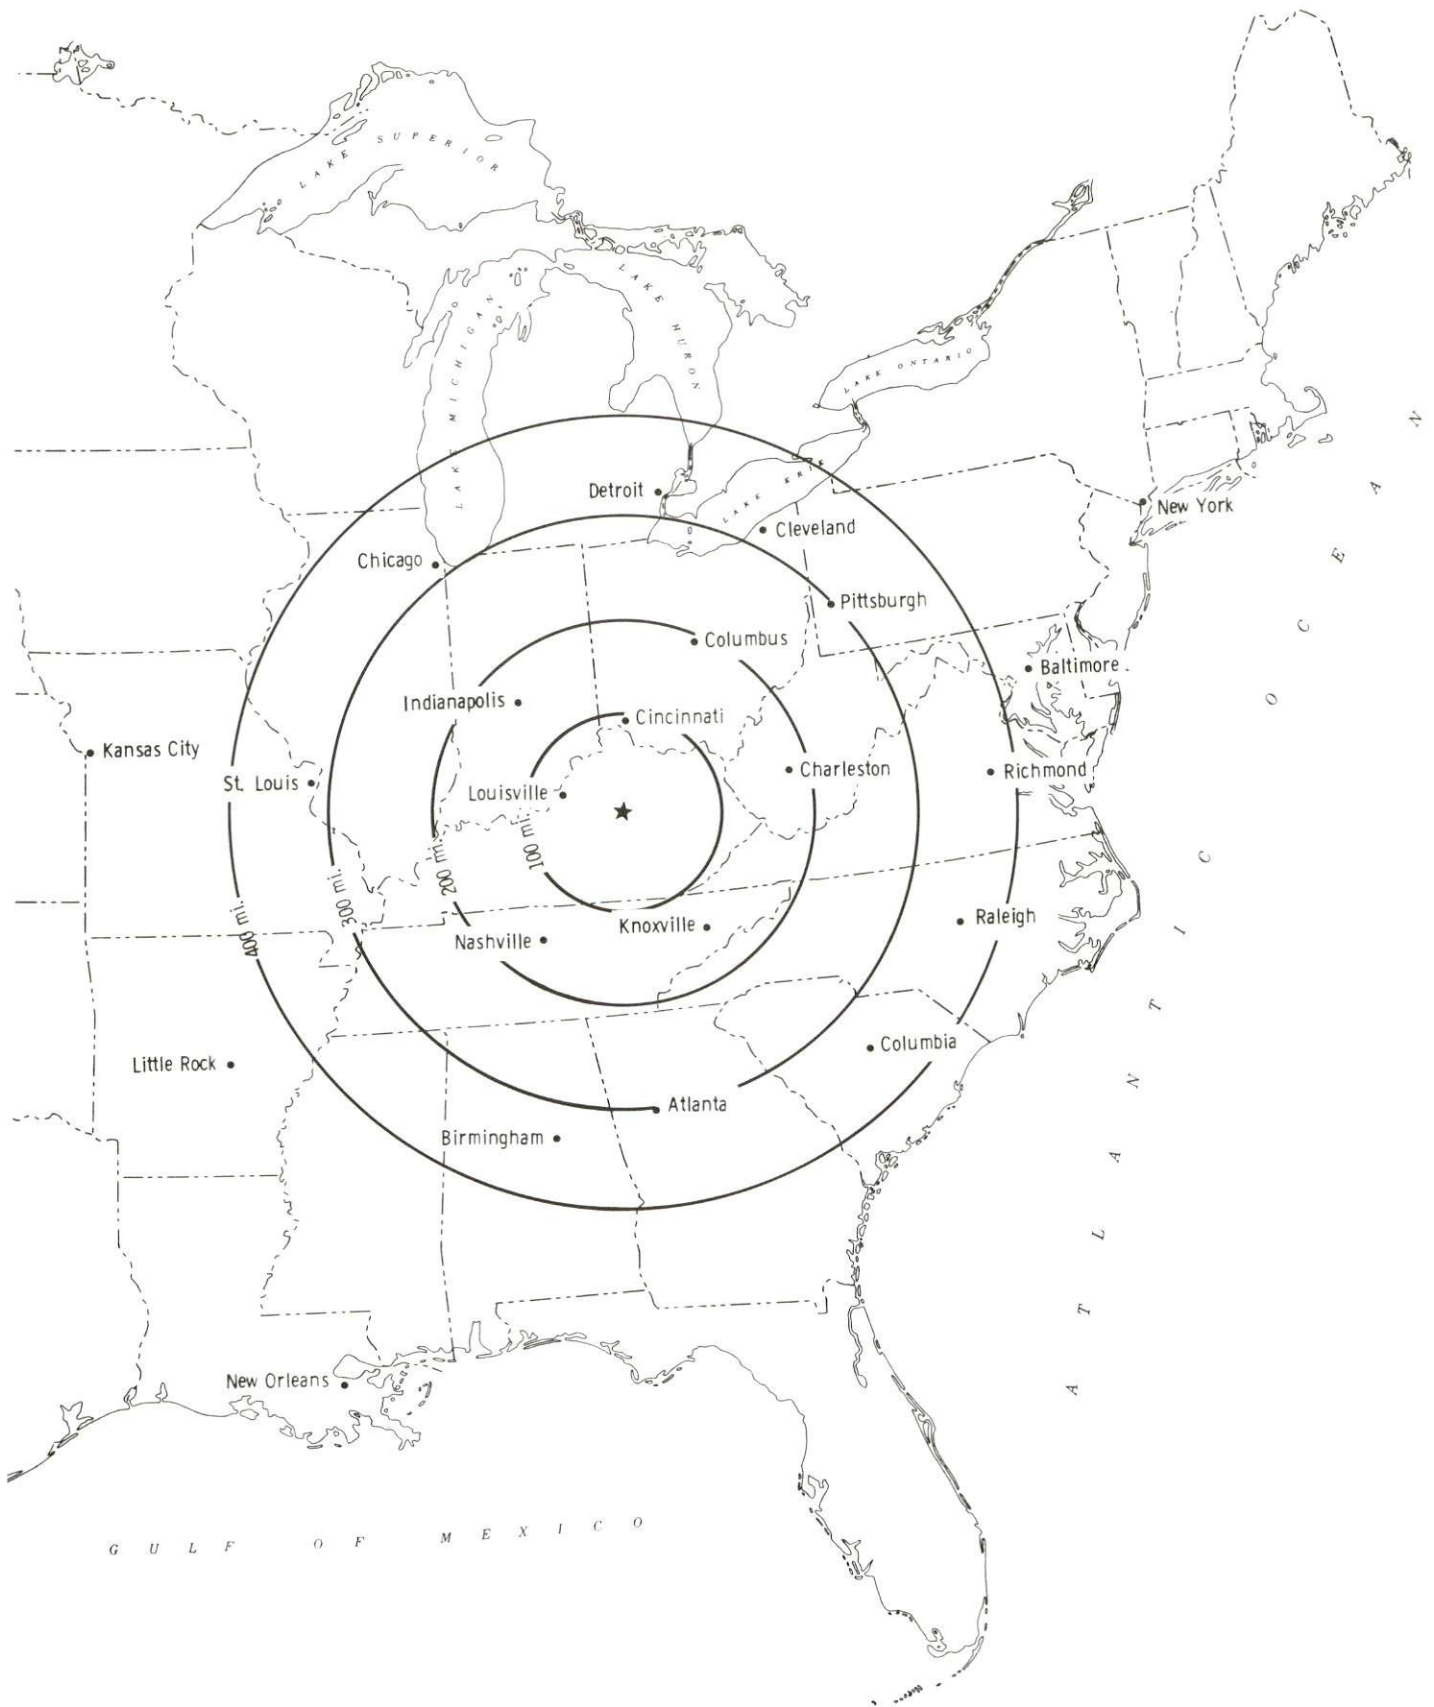 LAKE SUPERIOR
LAKE HURON
LAKE MICHIGAN
LAKE ONTARIO
LAKE ERIE
Detroit
Cleveland
New York
Chicago
Pittsburgh
Columbus
Baltimore
Indianapolis
Cincinnati
Kansas City
St. Louis
Charleston
Richmond
Louisville
100 mi.
200 mi.
300 mi.
400 mi.
Raleigh
Knoxville
Nashville
Columbia
Little Rock
Atlanta
Birmingham
New Orleans
ATLANTIC OCEAN
GULF OF MEXICO